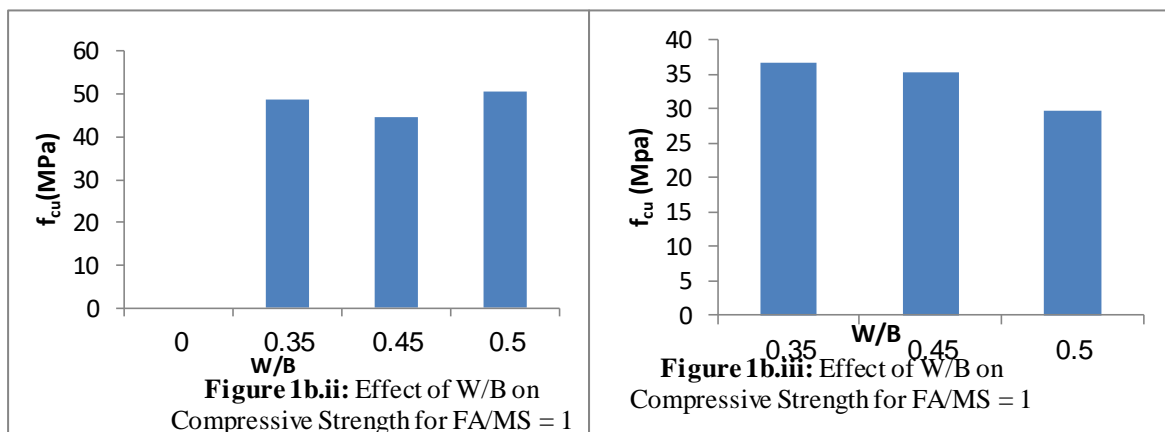 60
50
40
30
20
10
0
f_cu(MPa)
0 0.35 0.45 0.5
W/B
Figure 1b.ii: Effect of W/B on
Compressive Strength for FA/MS = 1
40
35
30
25
20
15
10
5
0
f_cu (Mpa)
W/B
0.35 0.45 0.5
Figure 1b.iii: Effect of W/B on
Compressive Strength for FA/MS = 1